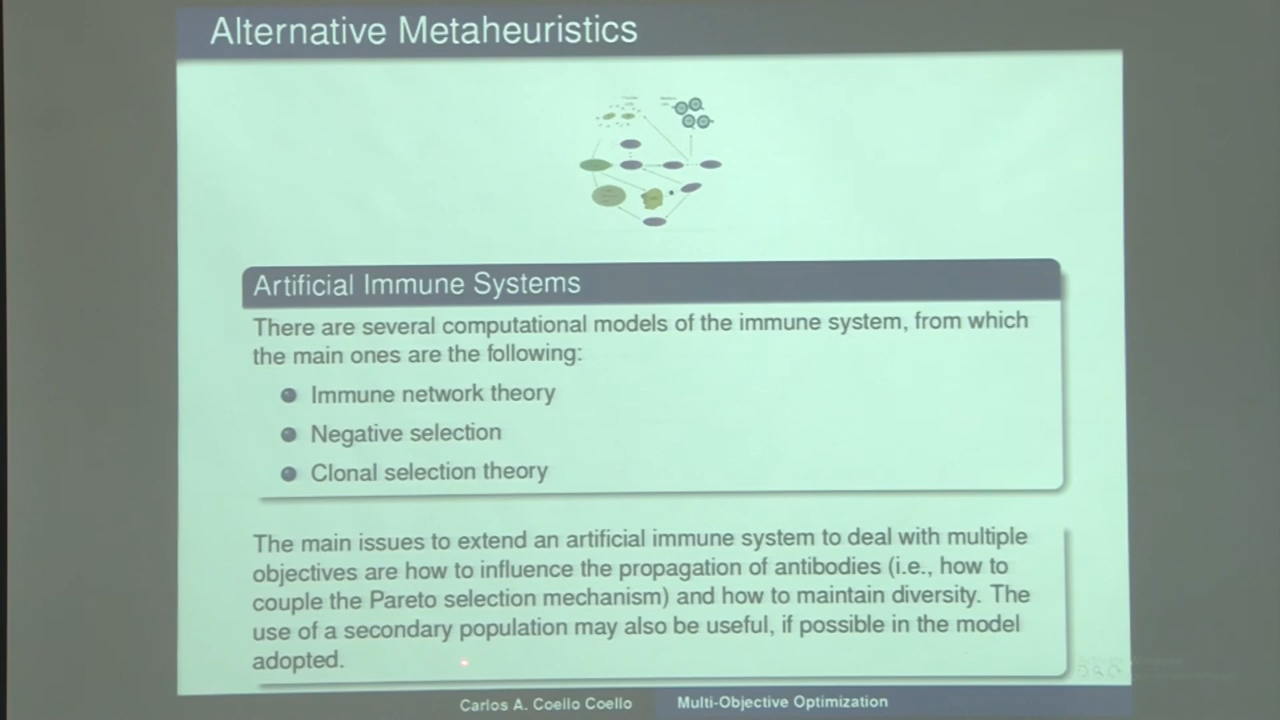 Alternative Metaheuristics
Artificial Immune Systems
There are several computational models of the immune system, from which
the main ones are the following:
Immune network theory
Negative selection
Clonal selection theory
The main issues to extend an artificial immune system to deal with multiple
objectives are how to influence the propagation of antibodies (i.e., how to
couple the Pareto selection mechanism) and how to maintain diversity. The
use of a secondary population may also be useful, if possible in the model
adopted.
Carlos A. Coello Coello Multi-Objective Optimization